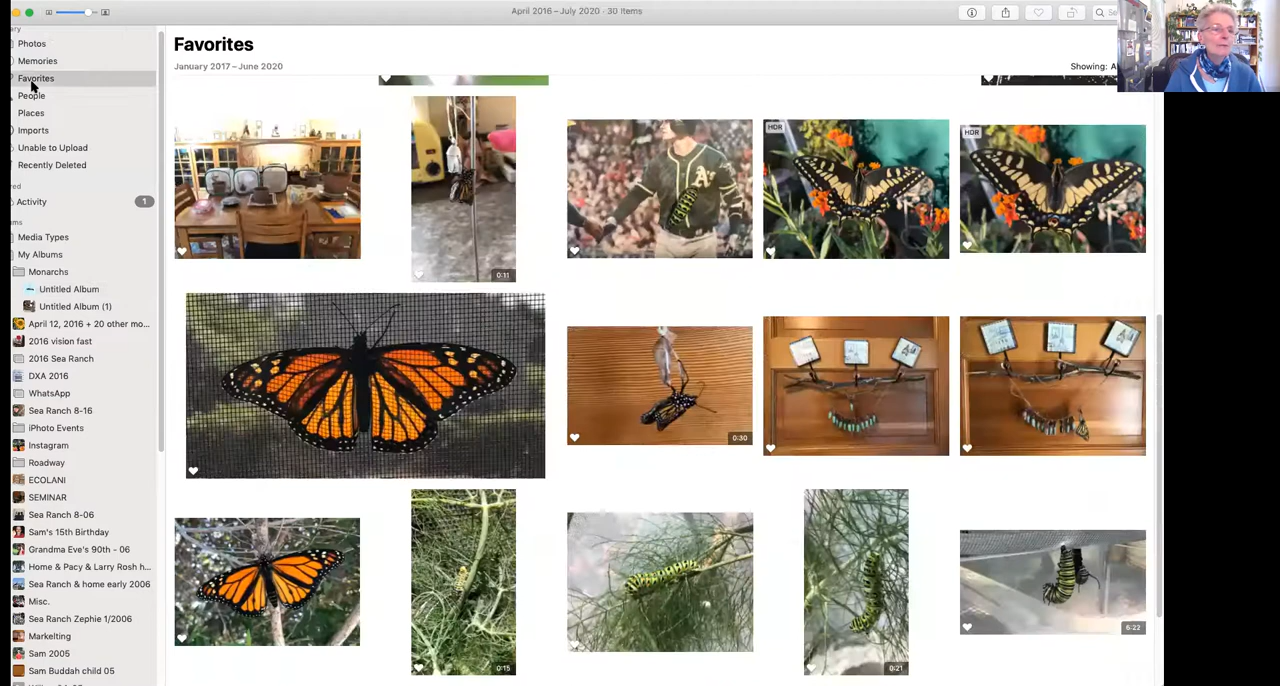 April 2016 – July 2020 · 30 Items
Se
ary
Photos
Memories
Favorites
People
Places
Imports
Unable to Upload
Recently Deleted
red
Activity 1
ms
Media Types
My Albums
Monarchs
Untitled Album
Untitled Album (1)
April 12, 2016 + 20 other mo...
2016 vision fast
2016 Sea Ranch
DXA 2016
WhatsApp
Sea Ranch 8-16
iPhoto Events
Instagram
Roadway
ECOLANI
SEMINAR
Sea Ranch 8-06
Sam's 15th Birthday
Grandma Eve's 90th - 06
Home & Pacy & Larry Rosh h...
Sea Ranch & home early 2006
Misc.
Sea Ranch Zephie 1/2006
Markelting
Sam 2005
Sam Buddah child 05
Favorites
January 2017 – June 2020
Showing: A
0:11
A's
HDR
HDR
0:30
0:15
0:21
6:22